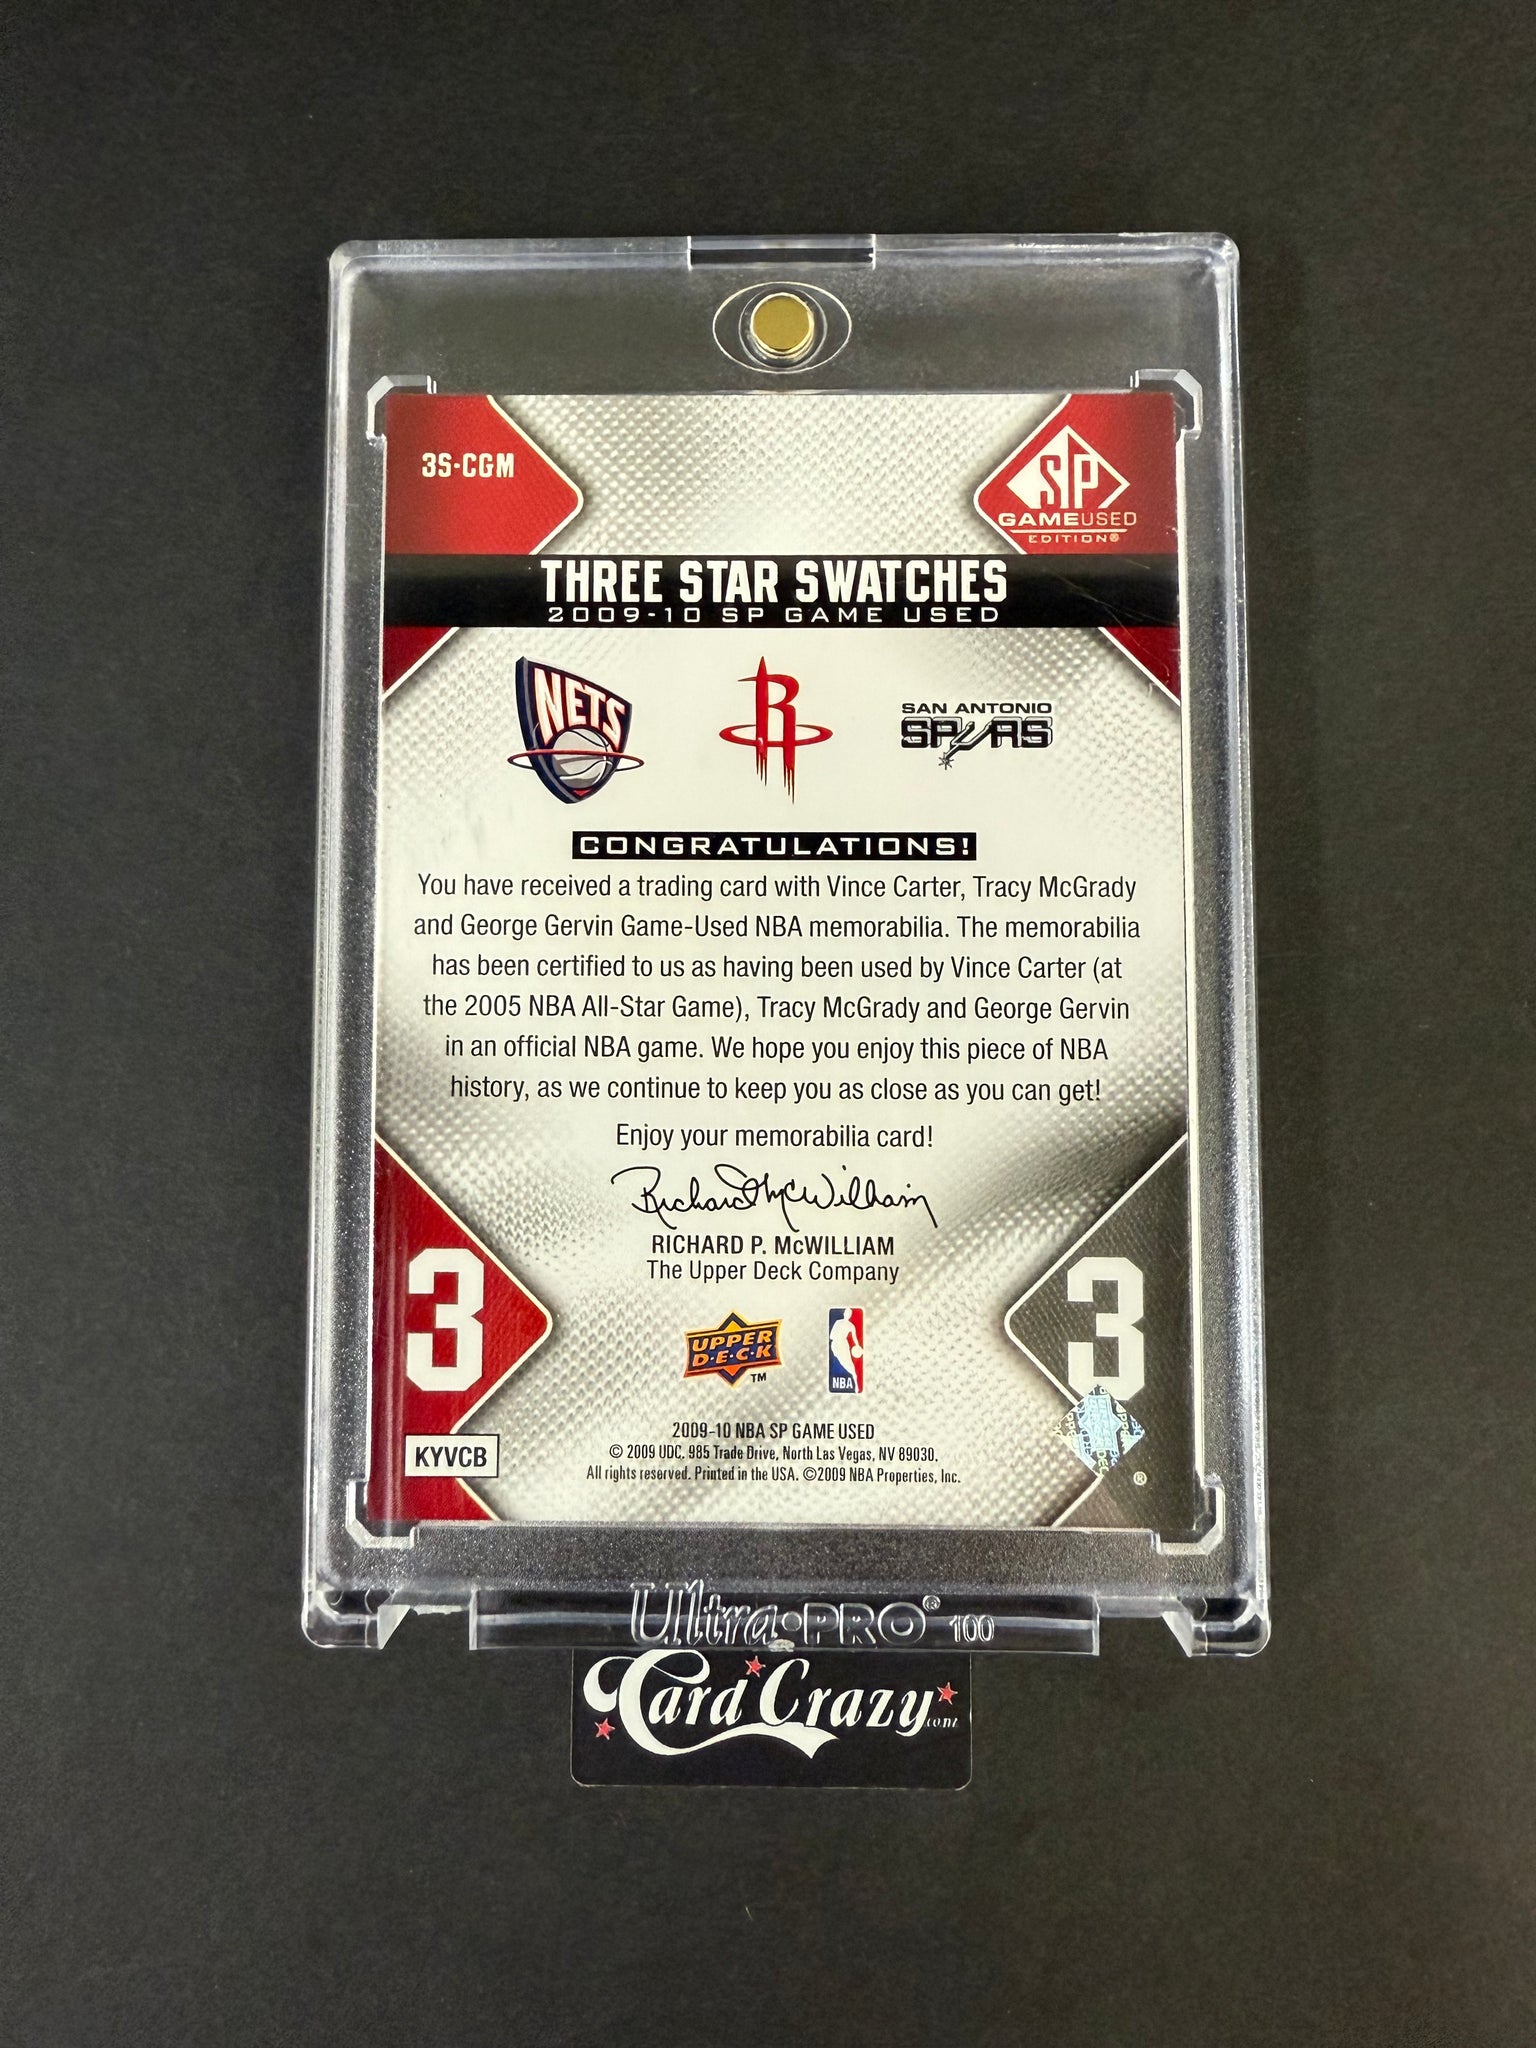 3S-CGM
SP
GAMEUSED
EDITION®
THREE STAR SWATCHES
2009-10 SP GAME USED
NETS
R
SAN ANTONIO
SPURS
CONGRATULATIONS!
You have received a trading card with Vince Carter, Tracy McGrady
and George Gervin Game-Used NBA memorabilia. The memorabilia
has been certified to us as having been used by Vince Carter (at
the 2005 NBA All-Star Game), Tracy McGrady and George Gervin
in an official NBA game. We hope you enjoy this piece of NBA
history, as we continue to keep you as close as you can get!
Enjoy your memorabilia card!
Richard McWilliam
RICHARD P. McWILLIAM
The Upper Deck Company
3
3
UPPER
D·E·C·K
TM
NBA
KYVCB
2009-10 NBA SP GAME USED
© 2009 UDC. 985 Trade Drive, North Las Vegas, NV 89030.
All rights reserved. Printed in the USA. ©2009 NBA Properties, Inc.
®
Ultra·PRO® 100
Card Crazy.com